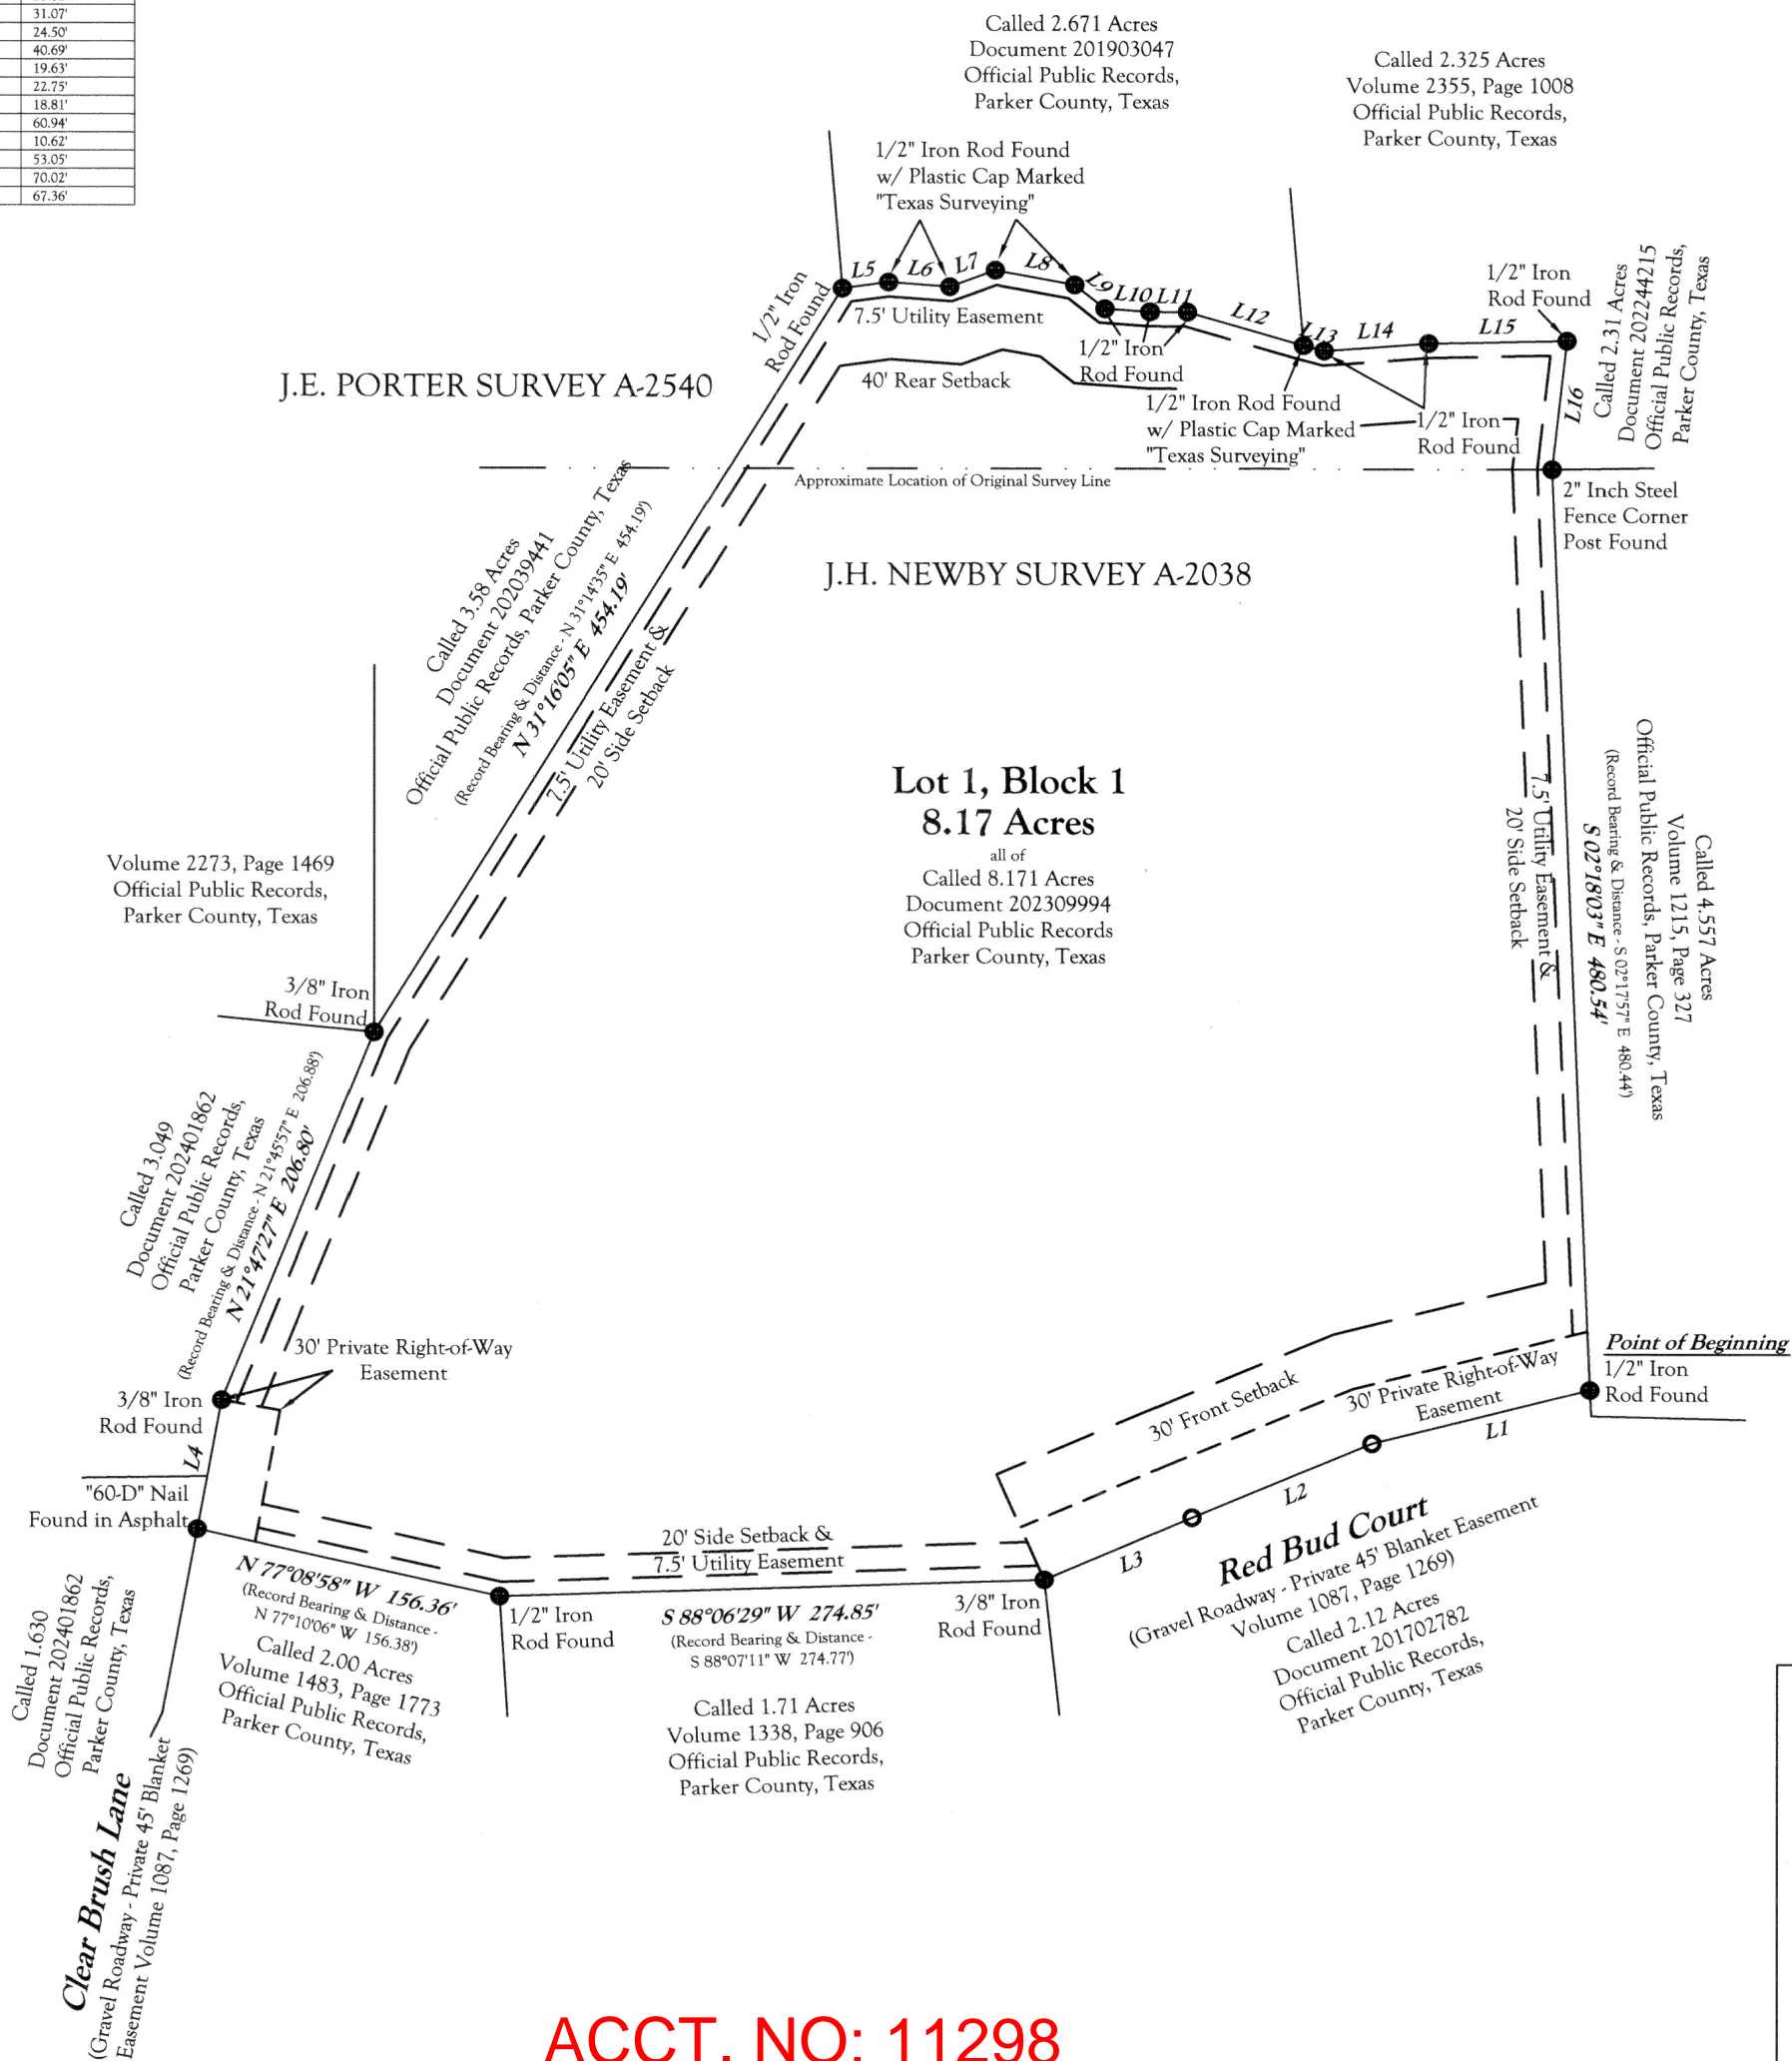 31.07'
24.50'
40.69'
19.63'
22.75'
18.81'
60.94'
10.62'
53.05'
70.02'
67.36'
Called 2.671 Acres
Document 201903047
Official Public Records,
Parker County, Texas
Called 2.325 Acres
Volume 2355, Page 1008
Official Public Records,
Parker County, Texas
1/2" Iron Rod Found
w/ Plastic Cap Marked
"Texas Surveying"
1/2" Iron
Rod Found
L5
L6
L7
L8
L9
L10
L11
L12
L13
L14
L15
L16
1/2" Iron
Rod Found
Called 2.31 Acres
Document 202244215
Official Public Records,
Parker County, Texas
7.5' Utility Easement
1/2" Iron
Rod Found
40' Rear Setback
1/2" Iron Rod Found
w/ Plastic Cap Marked
"Texas Surveying"
1/2" Iron
Rod Found
J.E. PORTER SURVEY A-2540
Approximate Location of Original Survey Line
2" Inch Steel
Fence Corner
Post Found
J.H. NEWBY SURVEY A-2038
Called 3.58 Acres
Document 202039441
Official Public Records, Parker County, Texas
(Record Bearing & Distance - N 31°14'35" E 454.19')
N 31°16'05" E 454.19'
7.5' Utility Easement &
20' Side Setback
Lot 1, Block 1
8.17 Acres
all of
Called 8.171 Acres
Document 202309994
Official Public Records
Parker County, Texas
Called 4.557 Acres
Volume 1215, Page 327
Official Public Records, Parker County, Texas
(Record Bearing & Distance - S 02°17'57" E 480.44')
S 02°18'03" E 480.54'
7.5' Utility Easement &
20' Side Setback
Volume 2273, Page 1469
Official Public Records,
Parker County, Texas
3/8" Iron
Rod Found
Called 3.049
Document 202401862
Official Public Records,
Parker County, Texas
(Record Bearing & Distance - N 21°45'57" E 206.88')
N 21°47'27" E 206.80'
30' Private Right-of-Way
Easement
3/8" Iron
Rod Found
L4
"60-D" Nail
Found in Asphalt
Point of Beginning
1/2" Iron
Rod Found
30' Front Setback
30' Private Right-of-Way
Easement
L1
L2
L3
20' Side Setback &
7.5' Utility Easement
N 77°08'58" W 156.36'
(Record Bearing & Distance -
N 77°10'06" W 156.38')
Called 2.00 Acres
Volume 1483, Page 1773
Official Public Records,
Parker County, Texas
1/2" Iron
Rod Found
S 88°06'29" W 274.85'
(Record Bearing & Distance -
S 88°07'11" W 274.77')
3/8" Iron
Rod Found
Called 1.71 Acres
Volume 1338, Page 906
Official Public Records,
Parker County, Texas
Red Bud Court
(Gravel Roadway - Private 45' Blanket Easement
Volume 1087, Page 1269)
Called 2.12 Acres
Document 201702782
Official Public Records,
Parker County, Texas
Called 1.630
Document 202401862
Official Public Records,
Parker County, Texas
Clear Brush Lane
(Gravel Roadway - Private 45' Blanket
Easement Volume 1087, Page 1269)
ACCT. NO: 11298